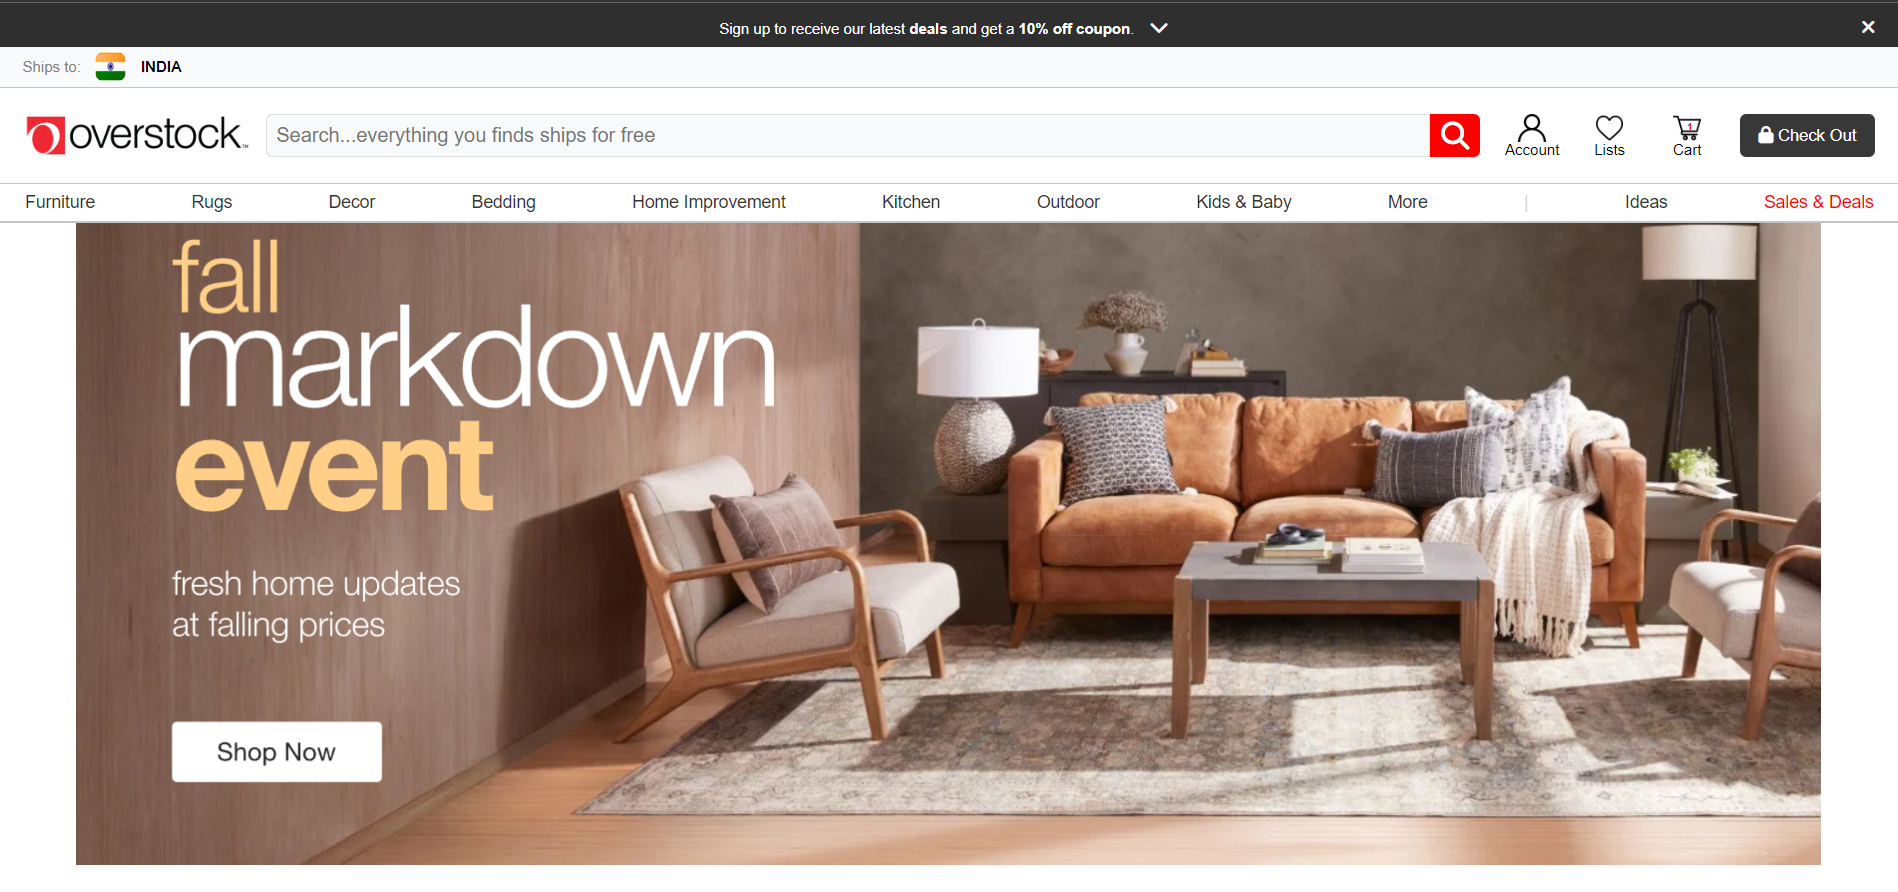 Sign up to receive our latest deals and get a 10% off coupon.
Ships to: INDIA
overstock™
Search...everything you finds ships for free
Account
Lists
1
Cart
Check Out
Furniture Rugs Decor Bedding Home Improvement Kitchen Outdoor Kids & Baby More | Ideas Sales & Deals
fall
markdown
event
fresh home updates
at falling prices
Shop Now